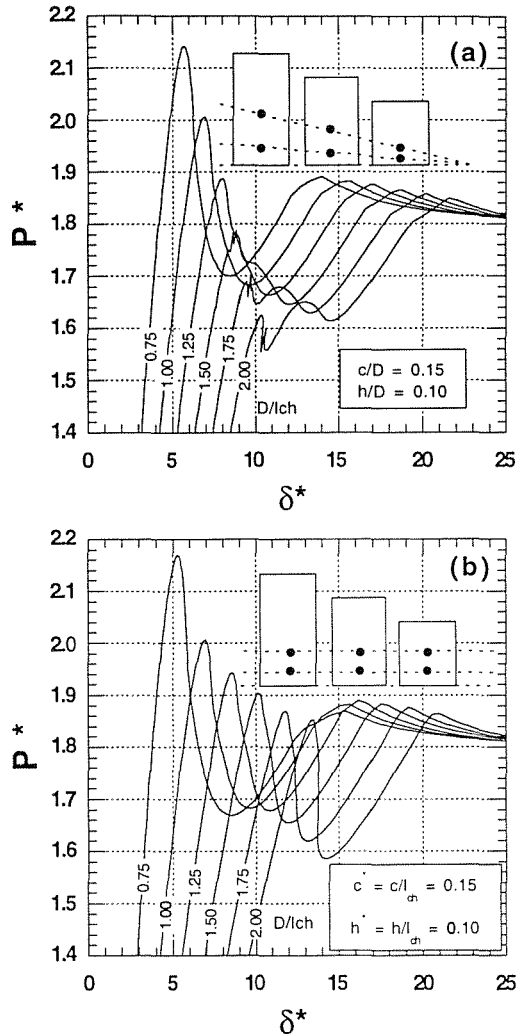 (a)
2.2
2.1
2.0
1.9
1.8
1.7
1.6
1.5
1.4
P*
0.75
1.00
1.25
1.50
1.75
2.00
D/lch
c/D = 0.15
h/D = 0.10
0 5 10 15 20 25
δ*
(b)
2.2
2.1
2.0
1.9
1.8
1.7
1.6
1.5
1.4
P*
0.75
1.00
1.25
1.50
1.75
2.00
D/lch
c* = c/l_ch = 0.15
h* = h/l_ch = 0.10
0 5 10 15 20 25
δ*